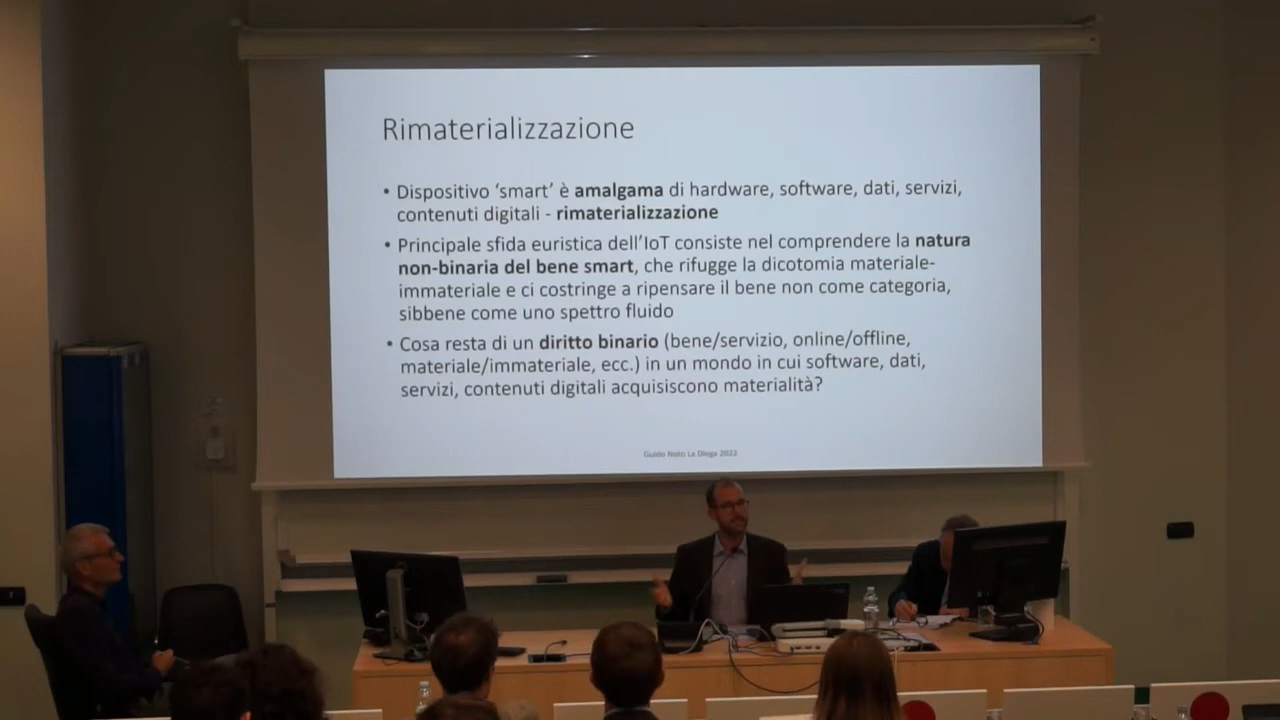 Rimaterializzazione
• Dispositivo ‘smart’ è amalgama di hardware, software, dati, servizi,
contenuti digitali - rimaterializzazione
• Principale sfida euristica dell’IoT consiste nel comprendere la natura
non-binaria del bene smart, che rifugge la dicotomia materiale-
immateriale e ci costringe a ripensare il bene non come categoria,
sibbene come uno spettro fluido
• Cosa resta di un diritto binario (bene/servizio, online/offline,
materiale/immateriale, ecc.) in un mondo in cui software, dati,
servizi, contenuti digitali acquisiscono materialità?
Guido Noto La Diega 2022